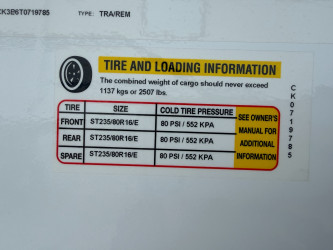 CK3B6T0719785 TYPE: TRA/REM
TIRE AND LOADING INFORMATION
The combined weight of cargo should never exceed
1137 kgs or 2507 lbs.
TIRE SIZE COLD TIRE PRESSURE
FRONT ST235/80R16/E 80 PSI / 552 KPA
REAR ST235/80R16/E 80 PSI / 552 KPA
SPARE ST235/80R16/E 80 PSI / 552 KPA
SEE OWNER'S
MANUAL FOR
ADDITIONAL
INFORMATION
CK0719785